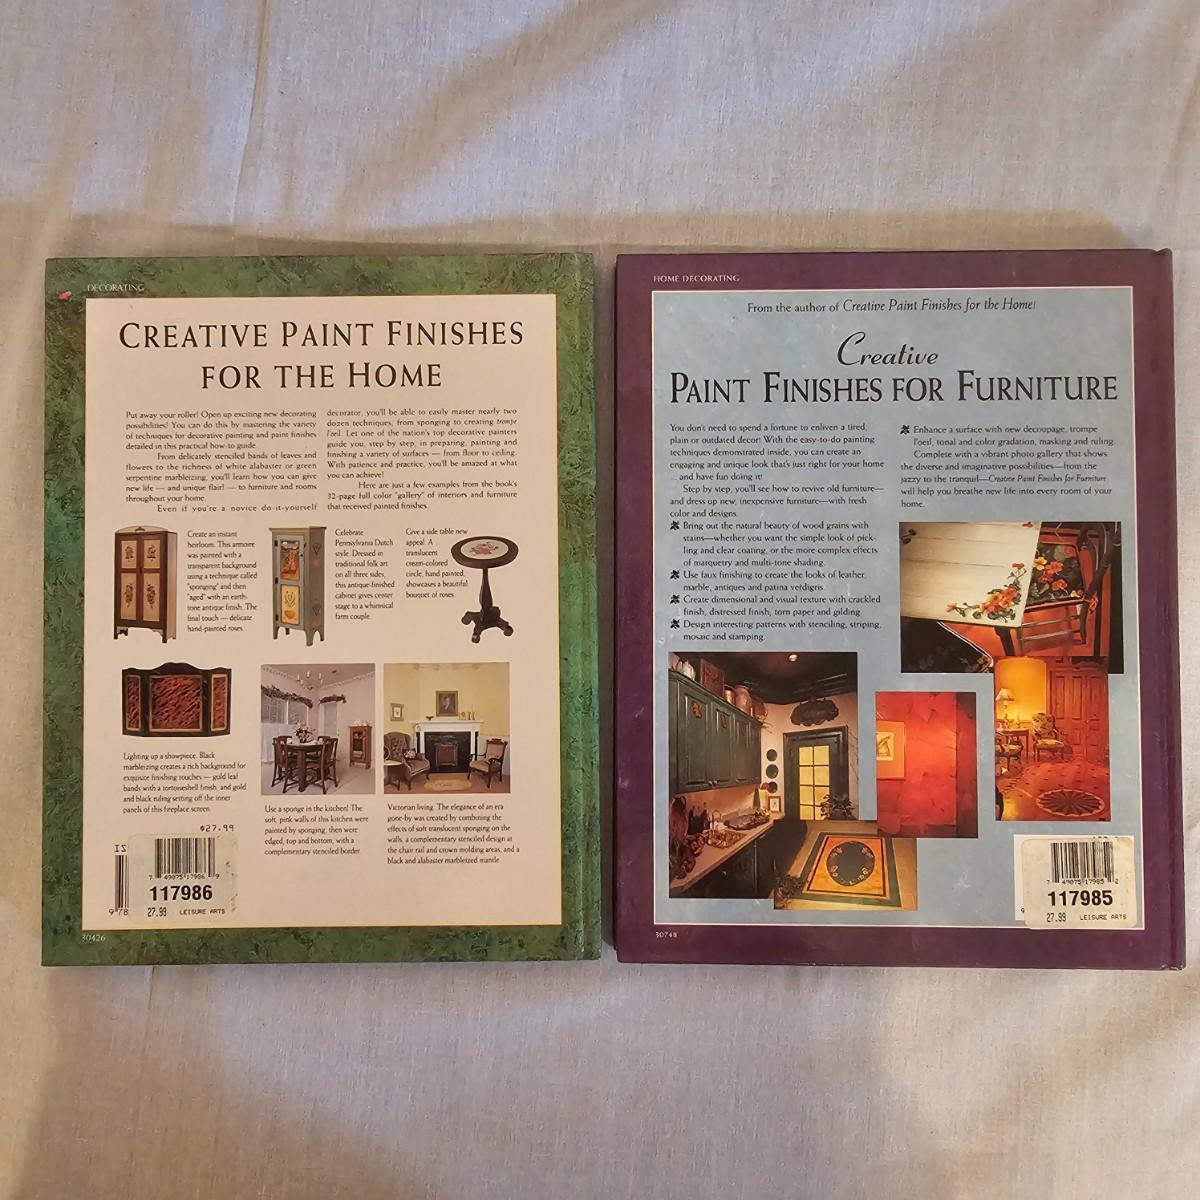 DECORATING
CREATIVE PAINT FINISHES
FOR THE HOME
Put away your roller! Open up exciting new decorating
possibilities! You can do this by mastering the variety
of techniques for decorative painting and paint finishes
detailed in this practical how-to guide.
From delicately stenciled bands of leaves and
flowers to the richness of white alabaster or green
serpentine marbleizing, you'll learn how you can give
new life — and unique flair! — to furniture and rooms
throughout your home.
Even if you're a novice do-it-yourself
decorator, you'll be able to easily master nearly two
dozen techniques, from sponging to creating trompe
l'oeil. Let one of the nation's top decorative painters
guide you, step by step, in preparing, painting and
finishing a variety of surfaces — from floor to ceiling.
With patience and practice, you'll be amazed at what
you can achieve!
Here are just a few examples from the book's
32-page full color "gallery" of interiors and furniture
that received painted finishes.
Create an instant
heirloom. This armoire
was painted with a
transparent background
using a technique called
"sponging" and then
"aged" with an earth-
tone antique finish. The
final touch — delicate
hand-painted roses.
Celebrate
Pennsylvania Dutch
style. Dressed in
traditional folk art
on all three sides,
this antique-finished
cabinet gives center
stage to a whimsical
farm couple.
Give a side table new
appeal. A
translucent
cream-colored
circle, hand painted,
showcases a beautiful
bouquet of roses.
Lighting up a showpiece. Black
marbleizing creates a rich background for
exquisite finishing touches — gold leaf
bands with a tortoiseshell finish, and gold
and black ruling setting off the inner
panels of this fireplace screen.
Use a sponge in the kitchen! The
soft, pink walls of this kitchen were
painted by sponging, then were
edged, top and bottom, with a
complementary stenciled border.
Victorian living. The elegance of an era
gone-by was created by combining the
effects of soft translucent sponging on the
walls, a complementary stenciled design at
the chair rail and crown molding areas, and a
black and alabaster marbleized mantle.
$27.99
IS
9 78
7 49075 17986 9
117986
27.99 LEISURE ARTS
30426
HOME DECORATING
From the author of Creative Paint Finishes for the Home!
Creative
PAINT FINISHES FOR FURNITURE
You don't need to spend a fortune to enliven a tired,
plain or outdated decor! With the easy-to-do painting
techniques demonstrated inside, you can create an
engaging and unique look that's just right for your home
... and have fun doing it!
Step by step, you'll see how to revive old furniture—
and dress up new, inexpensive furniture—with fresh
color and designs.
Bring out the natural beauty of wood grains with
stains—whether you want the simple look of pick-
ling and clear coating, or the more complex effects
of marquetry and multi-tone shading.
Use faux finishing to create the looks of leather,
marble, antiques and patina verdigris.
Create dimensional and visual texture with crackled
finish, distressed finish, torn paper and gilding.
Design interesting patterns with stenciling, striping,
mosaic and stamping.
Enhance a surface with new decoupage, trompe
l'oeil, tonal and color gradation, masking and ruling.
Complete with a vibrant photo gallery that shows
the diverse and imaginative possibilities—from the
jazzy to the tranquil—Creative Paint Finishes for Furniture
will help you breathe new life into every room of your
home.
9
7 49075 17985 2
117985
27.99 LEISURE ARTS
30748